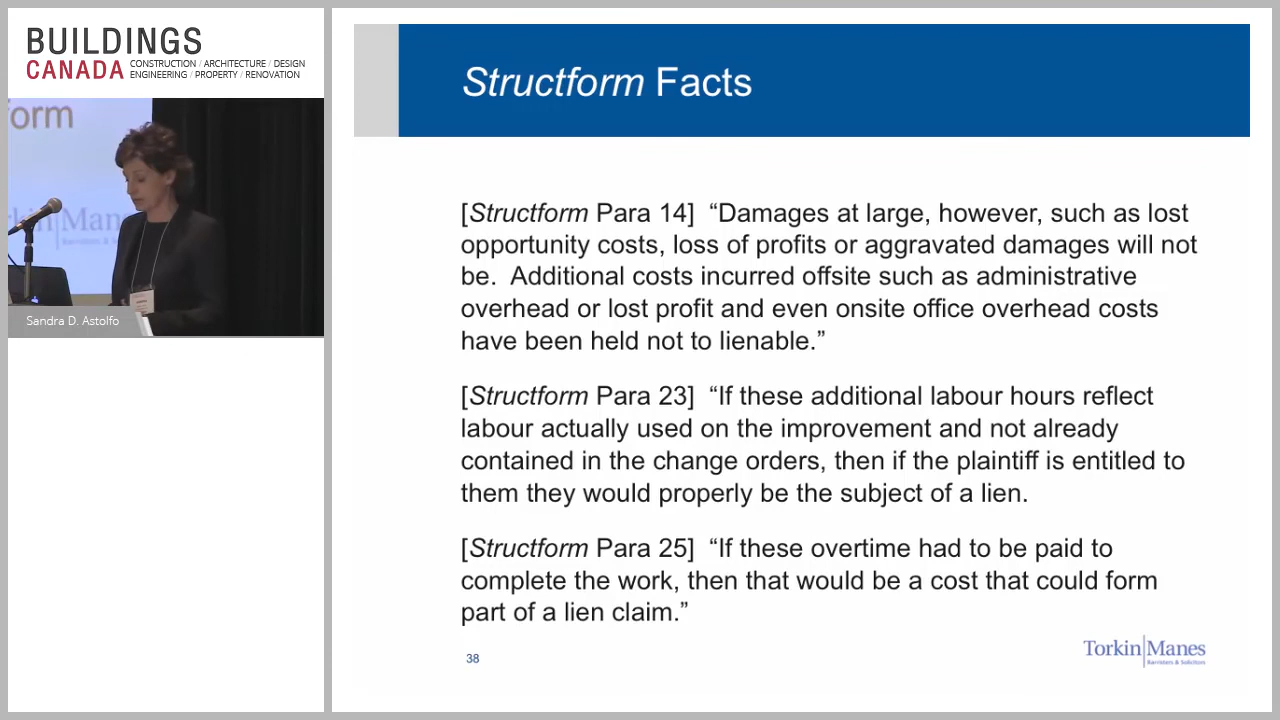 BUILDINGS
CANADA CONSTRUCTION / ARCHITECTURE / DESIGN
ENGINEERING / PROPERTY / RENOVATION
orm
Manes
Sandra D. Astolfo
Structform Facts
[Structform Para 14] “Damages at large, however, such as lost
opportunity costs, loss of profits or aggravated damages will not
be. Additional costs incurred offsite such as administrative
overhead or lost profit and even onsite office overhead costs
have been held not to lienable.”
[Structform Para 23] “If these additional labour hours reflect
labour actually used on the improvement and not already
contained in the change orders, then if the plaintiff is entitled to
them they would properly be the subject of a lien.
[Structform Para 25] “If these overtime had to be paid to
complete the work, then that would be a cost that could form
part of a lien claim.”
38
Torkin Manes
Barristers & Solicitors